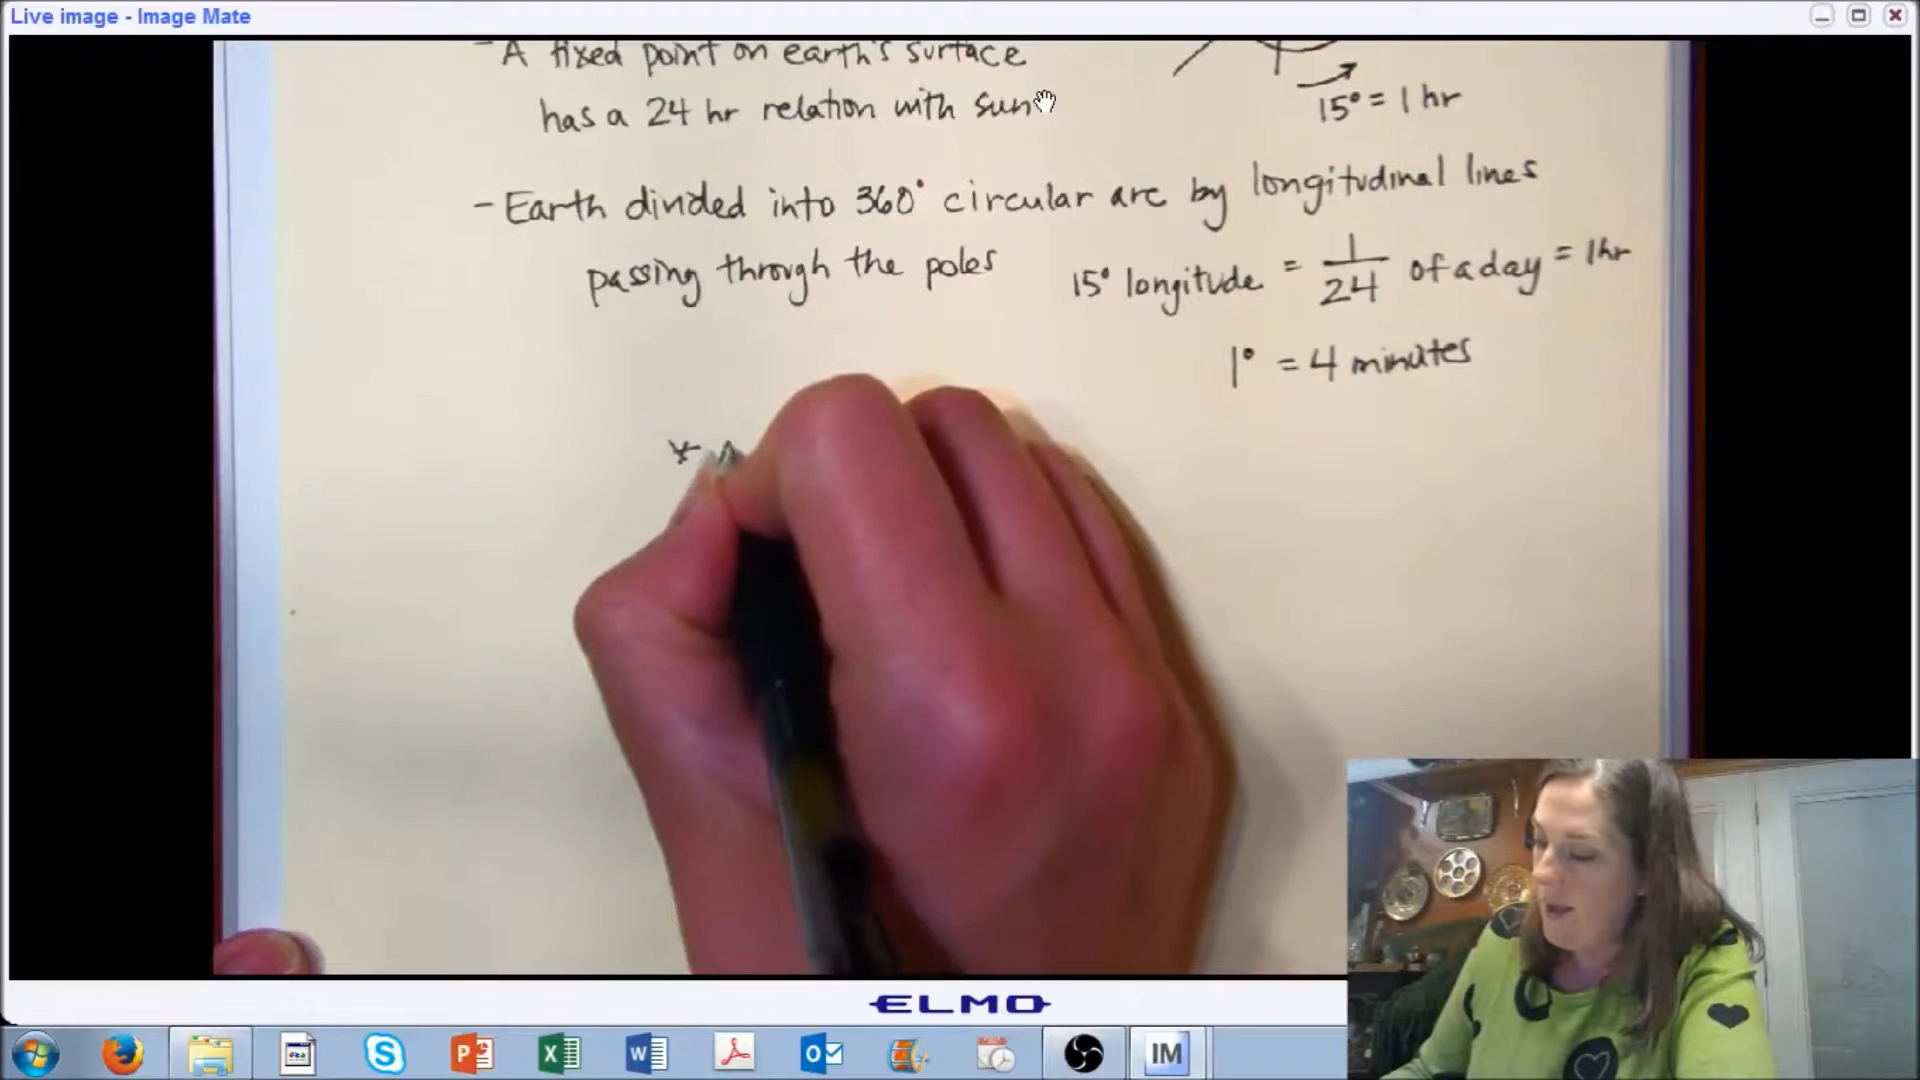 Live image - Image Mate
- A fixed point on earth's surface
has a 24 hr relation with sun
15° = 1 hr
- Earth divided into 360° circular arc by longitudinal lines
passing through the poles
15° longitude = 1/24 of a day = 1hr
1° = 4 minutes
*
ELMO
IM